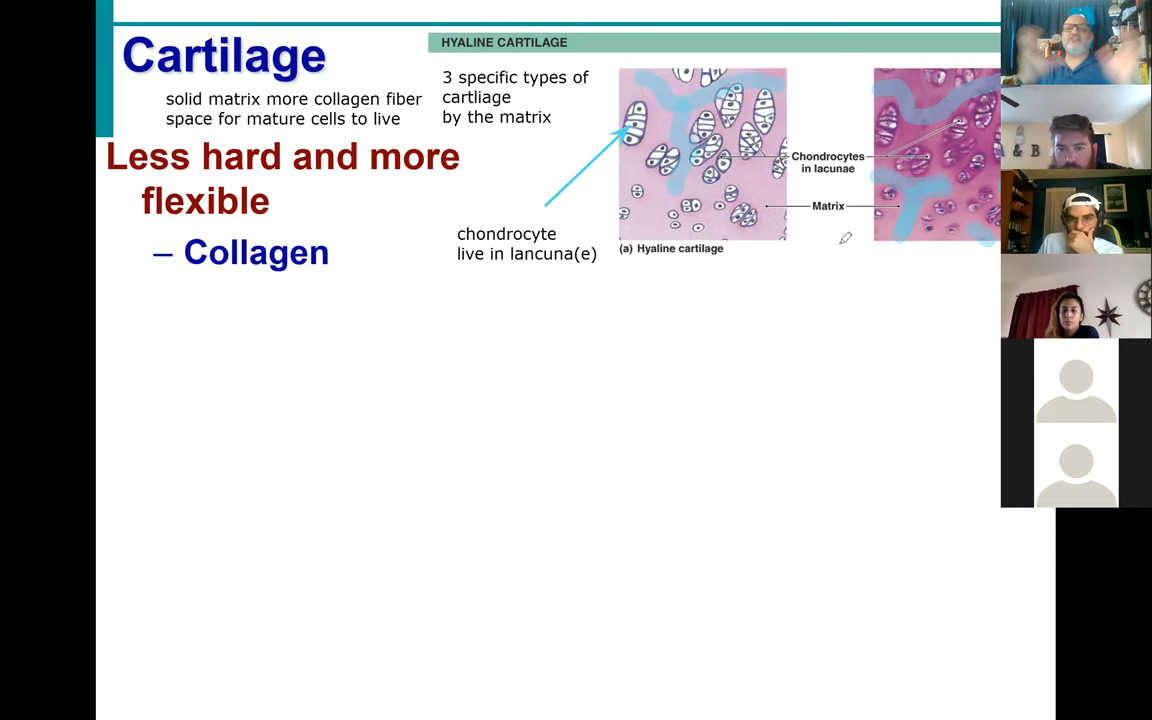 Cartilage
solid matrix more collagen fiber
space for mature cells to live
Less hard and more
flexible
– Collagen
HYALINE CARTILAGE
3 specific types of
cartliage
by the matrix
chondrocyte
live in lancuna(e)
Chondrocytes
in lacunae
Matrix
(a) Hyaline cartilage
A & B